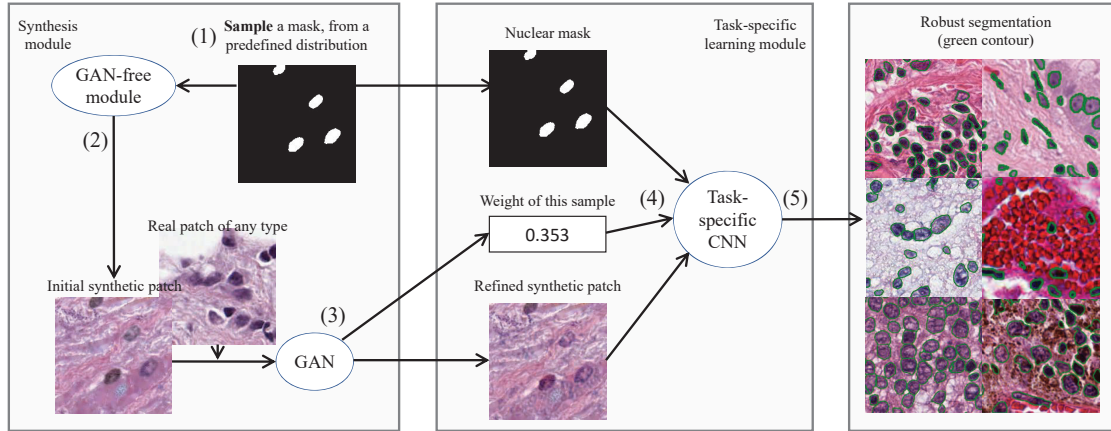 Synthesis
module
(1)
Sample a mask, from a
predefined distribution
GAN-free
module
(2)
Real patch of any type
Initial synthetic patch
(3)
GAN
Nuclear mask
Task-specific
learning module
Weight of this sample
0.353
(4)
Refined synthetic patch
Task-
specific
CNN
(5)
Robust segmentation
(green contour)